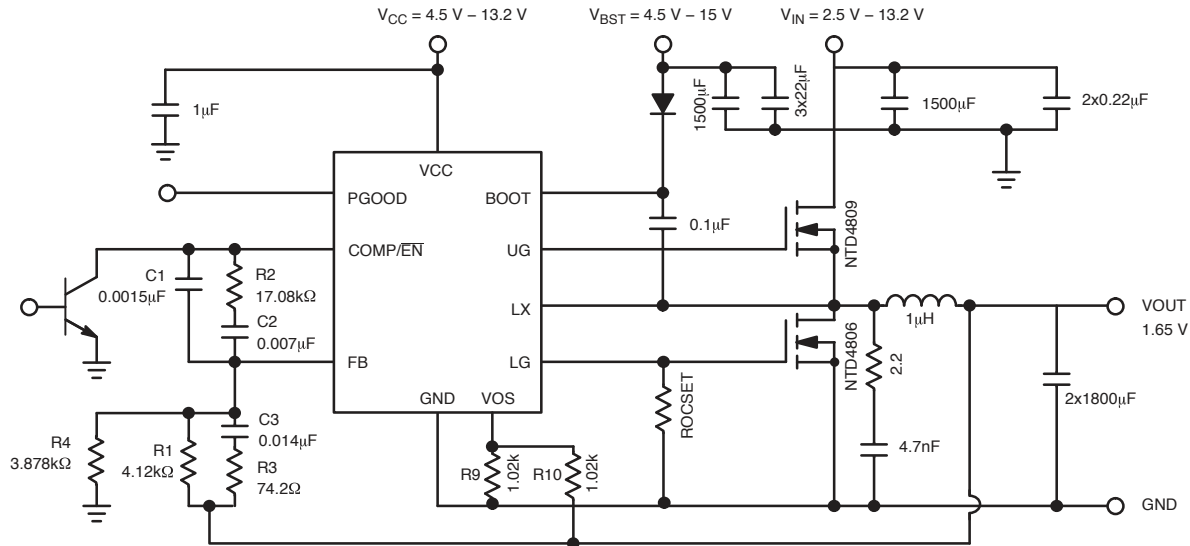 VCC = 4.5 V – 13.2 V
VBST = 4.5 V – 15 V
VIN = 2.5 V – 13.2 V
1μF
1500μF
3x22μF
1500μF
2x0.22μF
VCC
PGOOD
BOOT
0.1μF
NTD4809
COMP/EN
UG
C1
0.0015μF
R2
17.08kΩ
C2
0.007μF
LX
1μH
VOUT
1.65 V
FB
LG
NTD4806
2.2
GND
VOS
ROCSET
2x1800μF
C3
0.014μF
R4
3.878kΩ
R1
4.12kΩ
R3
74.2Ω
R9
1.02k
R10
1.02k
4.7nF
GND